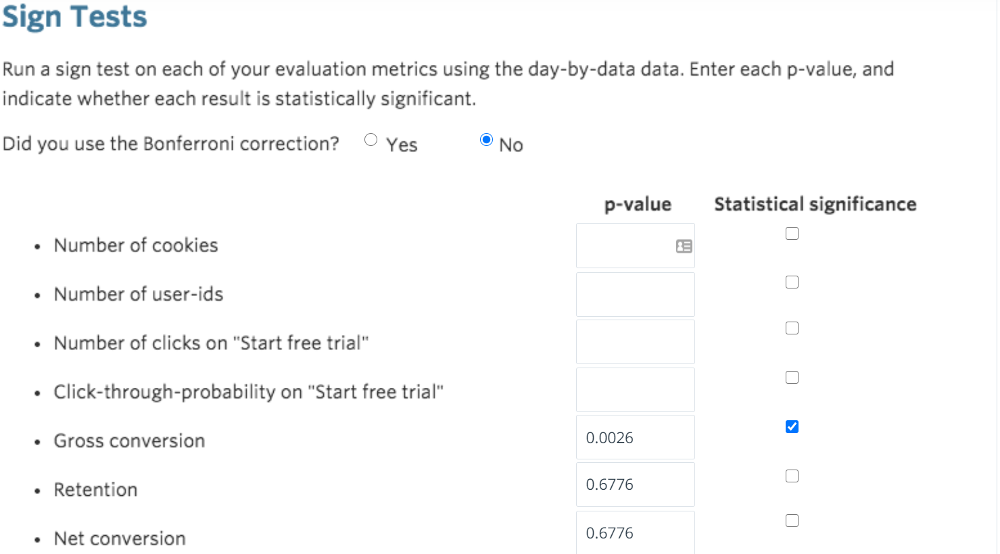 Sign Tests
Run a sign test on each of your evaluation metrics using the day-by-data data. Enter each p-value, and
indicate whether each result is statistically significant.
Did you use the Bonferroni correction? Yes No
p-value Statistical significance
• Number of cookies
• Number of user-ids
• Number of clicks on "Start free trial"
• Click-through-probability on "Start free trial"
• Gross conversion 0.0026
• Retention 0.6776
• Net conversion 0.6776